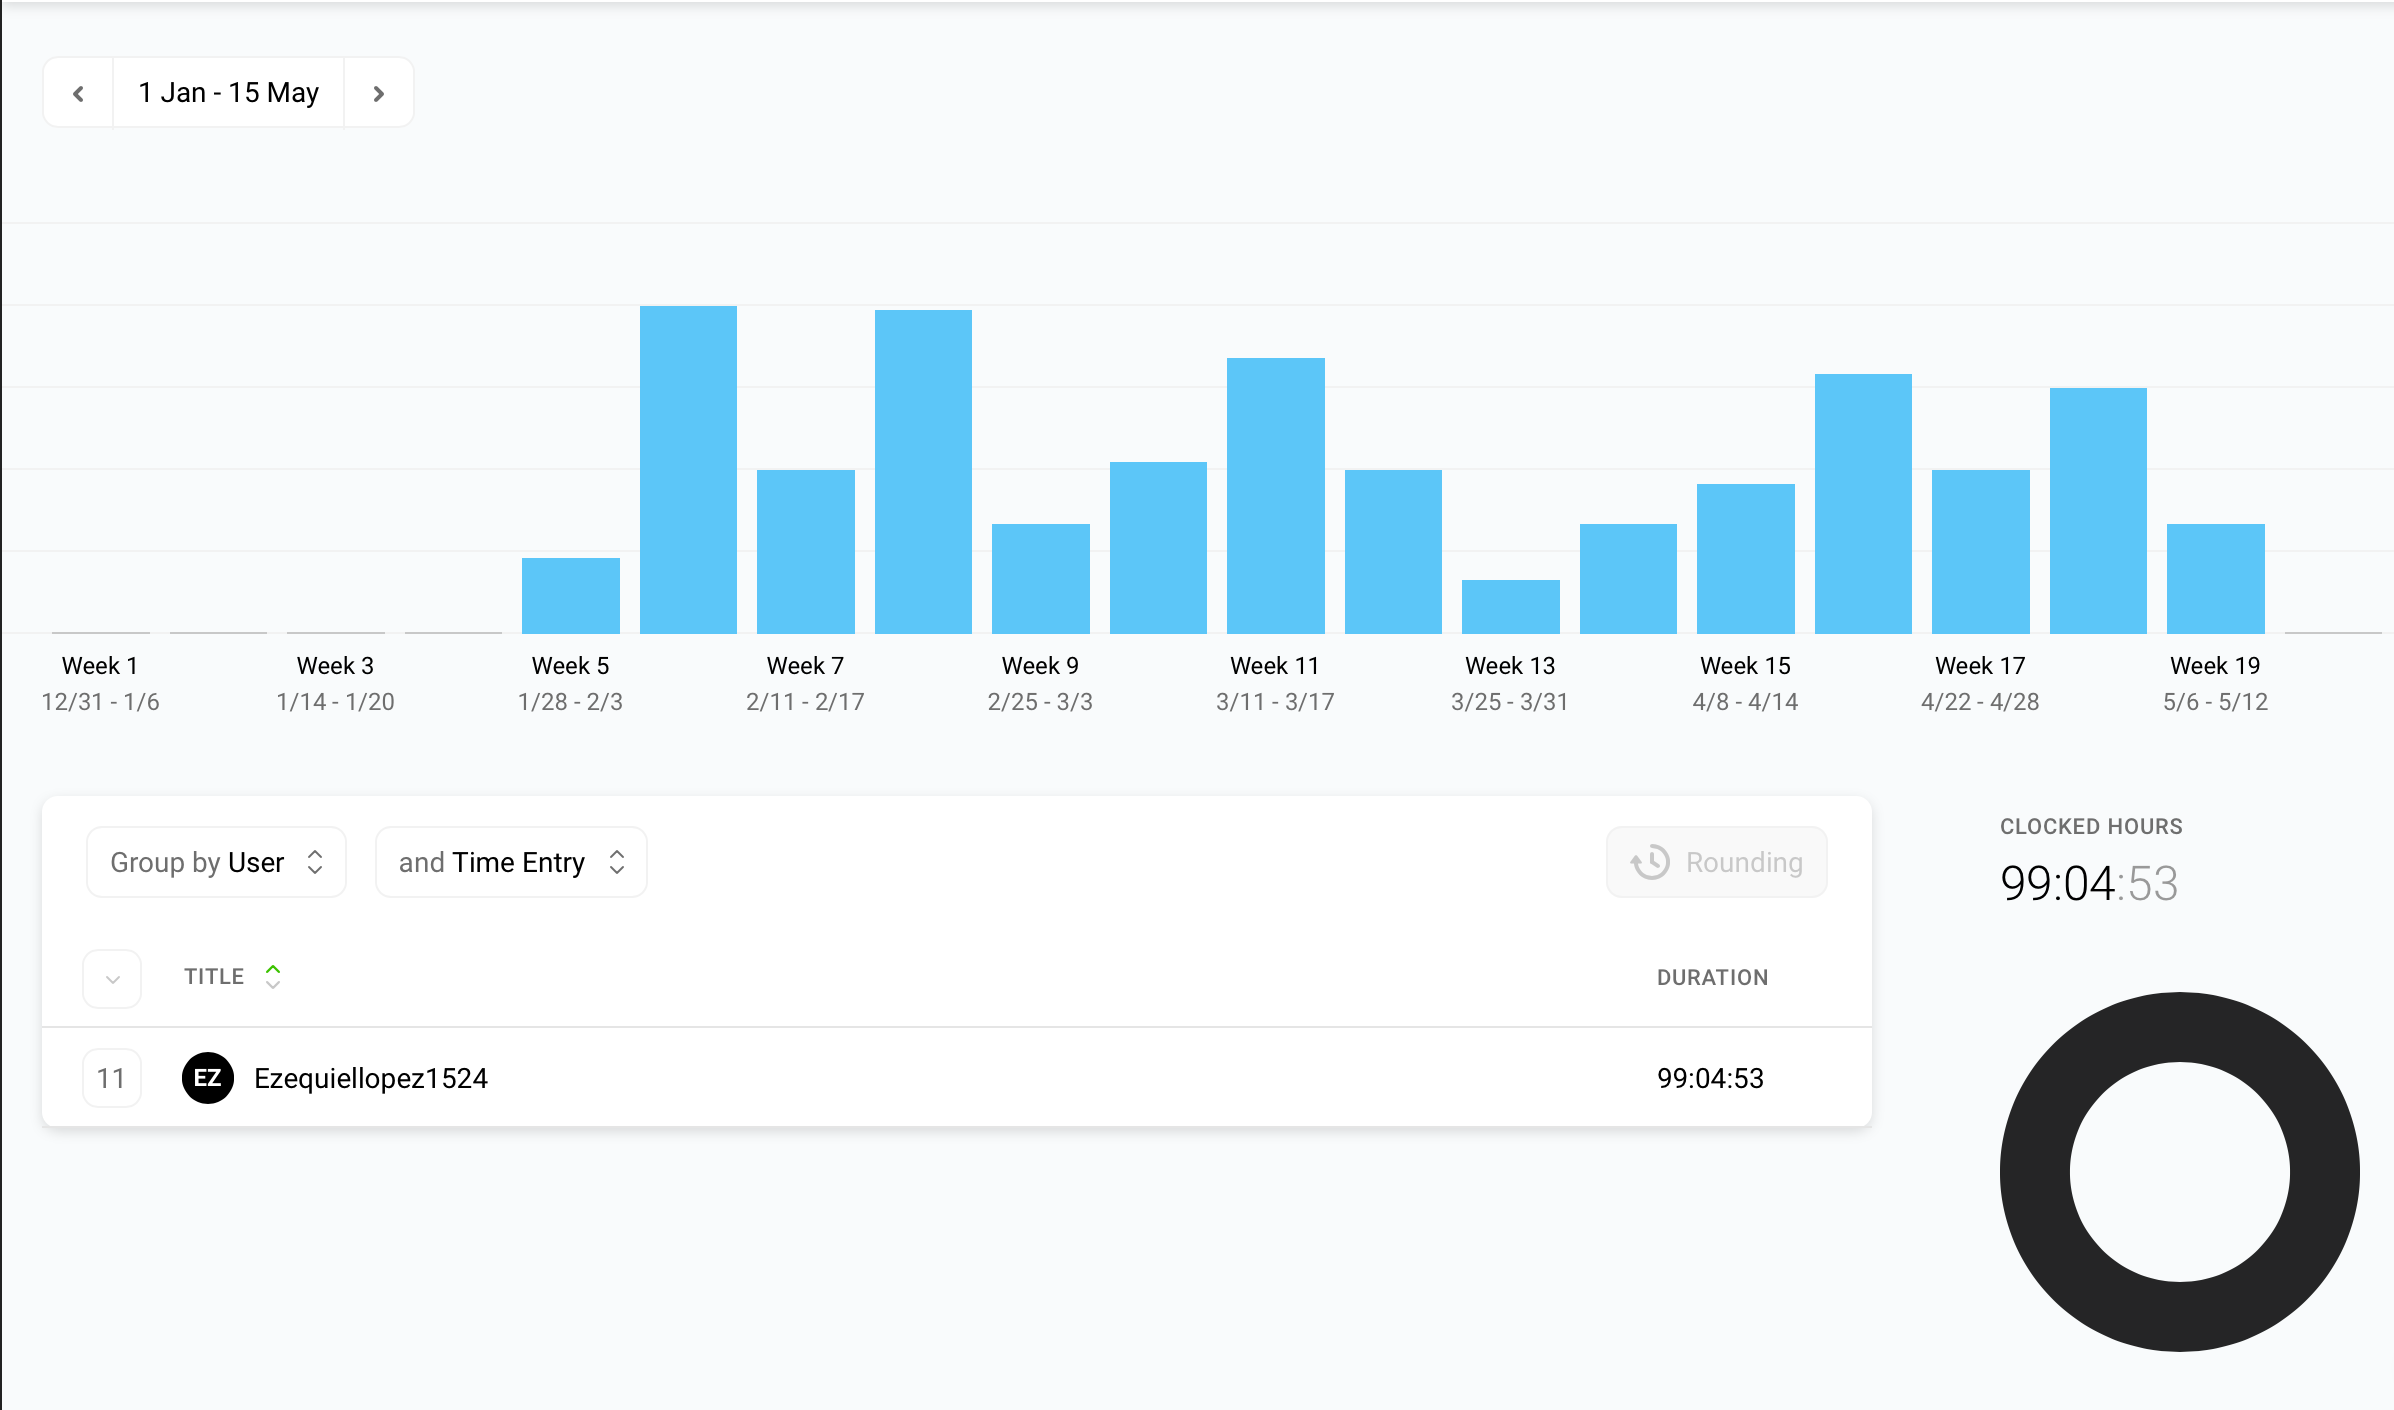 1 Jan - 15 May
Week 1
12/31 - 1/6
Week 3
1/14 - 1/20
Week 5
1/28 - 2/3
Week 7
2/11 - 2/17
Week 9
2/25 - 3/3
Week 11
3/11 - 3/17
Week 13
3/25 - 3/31
Week 15
4/8 - 4/14
Week 17
4/22 - 4/28
Week 19
5/6 - 5/12
Group by User
and Time Entry
Rounding
TITLE
DURATION
11
EZ
Ezequiellopez1524
99:04:53
CLOCKED HOURS
99:04:53